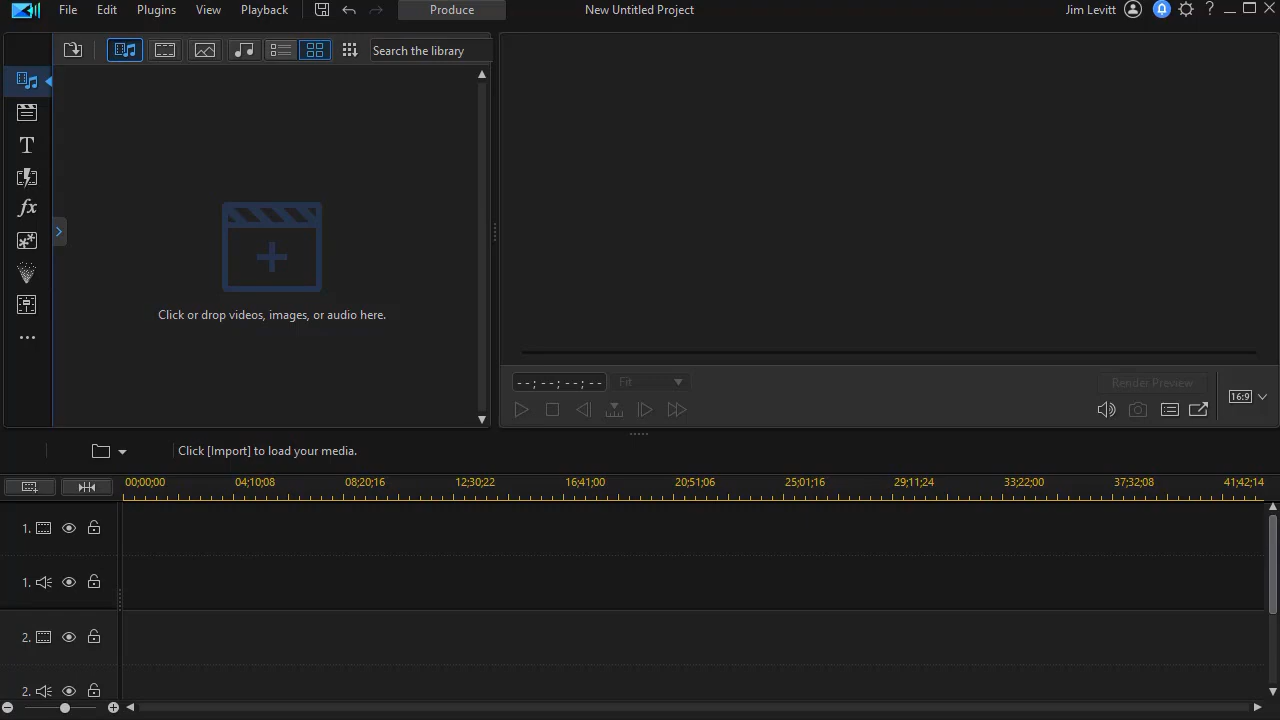 File Edit Plugins View Playback Produce New Untitled Project Jim Levitt ?
Search the library
T
fx
Click or drop videos, images, or audio here.
--;--;--;-- Fit Render Preview
16:9
Click [Import] to load your media.
00;00;00 04;10;08 08;20;16 12;30;22 16;41;00 20;51;06 25;01;16 29;11;24 33;22;00 37;32;08 41;42;14
1.
1.
2.
2.